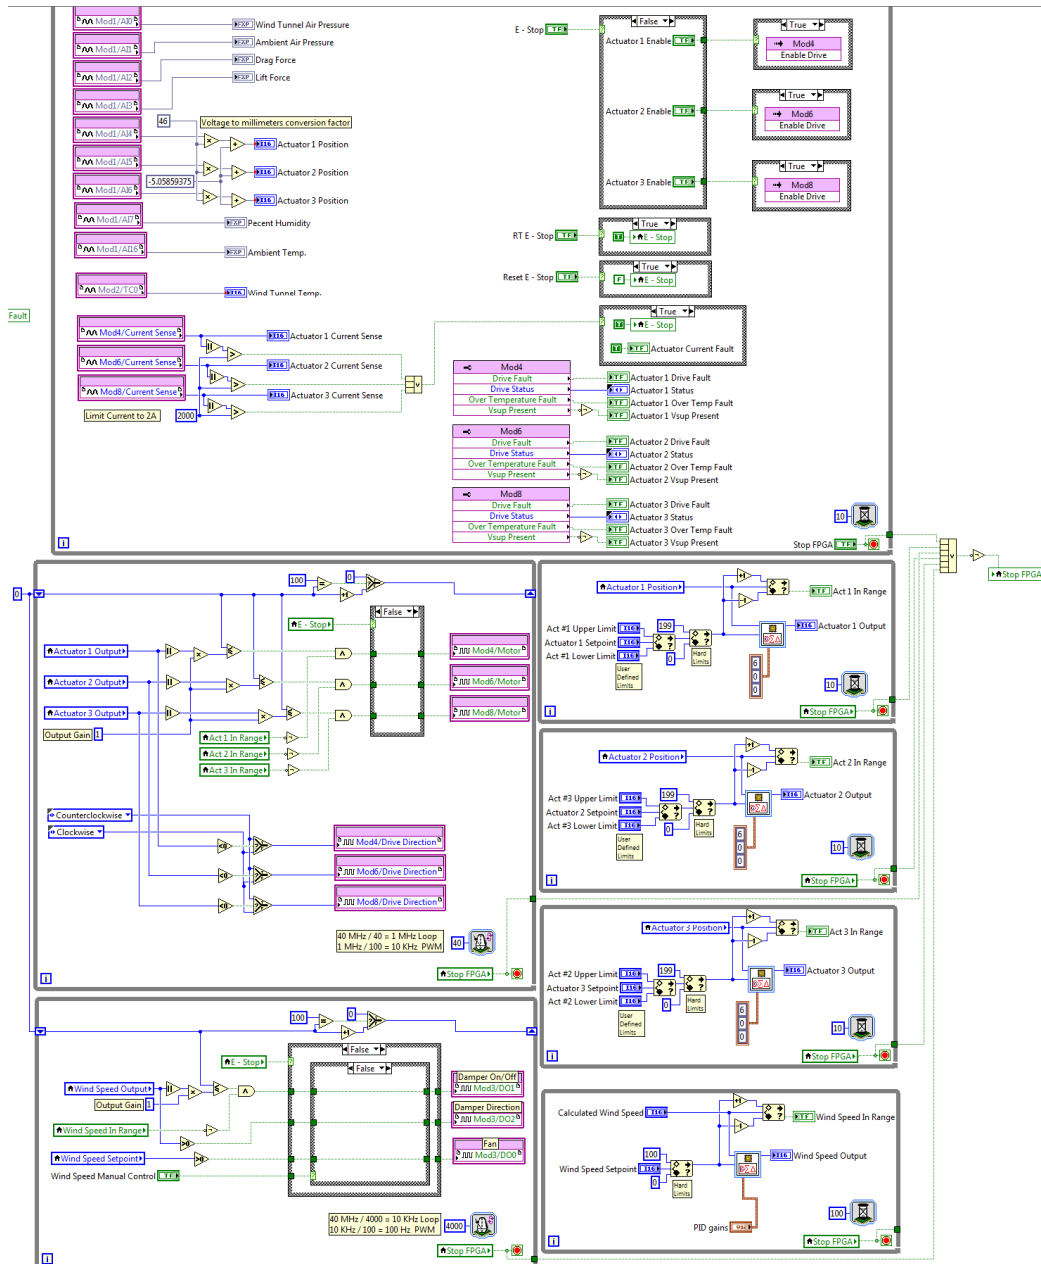 Mod1/AI0
Wind Tunnel Air Pressure
Mod1/AI1
Ambient Air Pressure
Mod1/AI2
Drag Force
Mod1/AI3
Lift Force
46
Voltage to millimeters conversion factor
Mod1/AI4
Actuator 1 Position
Mod1/AI5
Actuator 2 Position
Mod1/AI6
-5.05859375
Actuator 3 Position
Mod1/AI7
Pecent Humidity
Mod1/AI16
Ambient Temp.
Mod2/TC0
Wind Tunnel Temp.
Fault
Mod4/Current Sense
Actuator 1 Current Sense
Mod6/Current Sense
Actuator 2 Current Sense
Mod8/Current Sense
Actuator 3 Current Sense
Limit Current to 2A
2000
E - Stop
False
Actuator 1 Enable
True
Mod4
Enable Drive
Actuator 2 Enable
True
Mod6
Enable Drive
Actuator 3 Enable
True
Mod8
Enable Drive
RT E - Stop
True
E - Stop
Reset E - Stop
True
E - Stop
True
E - Stop
Actuator Current Fault
Mod4
Drive Fault
Drive Status
Over Temperature Fault
Vsup Present
Actuator 1 Drive Fault
Actuator 1 Status
Actuator 1 Over Temp Fault
Actuator 1 Vsup Present
Mod6
Drive Fault
Drive Status
Over Temperature Fault
Vsup Present
Actuator 2 Drive Fault
Actuator 2 Status
Actuator 2 Over Temp Fault
Actuator 2 Vsup Present
Mod8
Drive Fault
Drive Status
Over Temperature Fault
Vsup Present
Actuator 3 Drive Fault
Actuator 3 Status
Actuator 3 Over Temp Fault
Actuator 3 Vsup Present
10
Stop FPGA
Stop FPGA
0
100
0
False
E - Stop
Actuator 1 Output
Actuator 2 Output
Actuator 3 Output
Output Gain
1
Mod4/Motor
Mod6/Motor
Mod8/Motor
Act 1 In Range
Act 2 In Range
Act 3 In Range
Counterclockwise
Clockwise
Mod4/Drive Direction
Mod6/Drive Direction
Mod8/Drive Direction
40 MHz / 40 = 1 MHz Loop
1 MHz / 100 = 10 KHz PWM
40
Stop FPGA
Actuator 1 Position
Act 1 In Range
Act #1 Upper Limit
Actuator 1 Setpoint
Act #1 Lower Limit
199
0
User
Defined
Limits
Hard
Limits
Actuator 1 Output
6
0
0
10
Stop FPGA
Actuator 2 Position
Act 2 In Range
Act #3 Upper Limit
Actuator 2 Setpoint
Act #3 Lower Limit
199
0
User
Defined
Limits
Hard
Limits
Actuator 2 Output
6
0
0
10
Stop FPGA
Actuator 3 Position
Act 3 In Range
Act #2 Upper Limit
Actuator 3 Setpoint
Act #2 Lower Limit
199
0
User
Defined
Limits
Hard
Limits
Actuator 3 Output
6
0
0
10
Stop FPGA
100
0
E - Stop
False
False
Wind Speed Output
Output Gain
1
Wind Speed In Range
Wind Speed Setpoint
Wind Speed Manual Control
Damper On/Off
Mod3/DO1
Damper Direction
Mod3/DO2
Fan
Mod3/DO0
40 MHz / 4000 = 10 KHz Loop
10 KHz / 100 = 100 Hz PWM
4000
Stop FPGA
Calculated Wind Speed
Wind Speed In Range
100
Wind Speed Setpoint
0
Hard
Limits
Wind Speed Output
PID gains
100
Stop FPGA